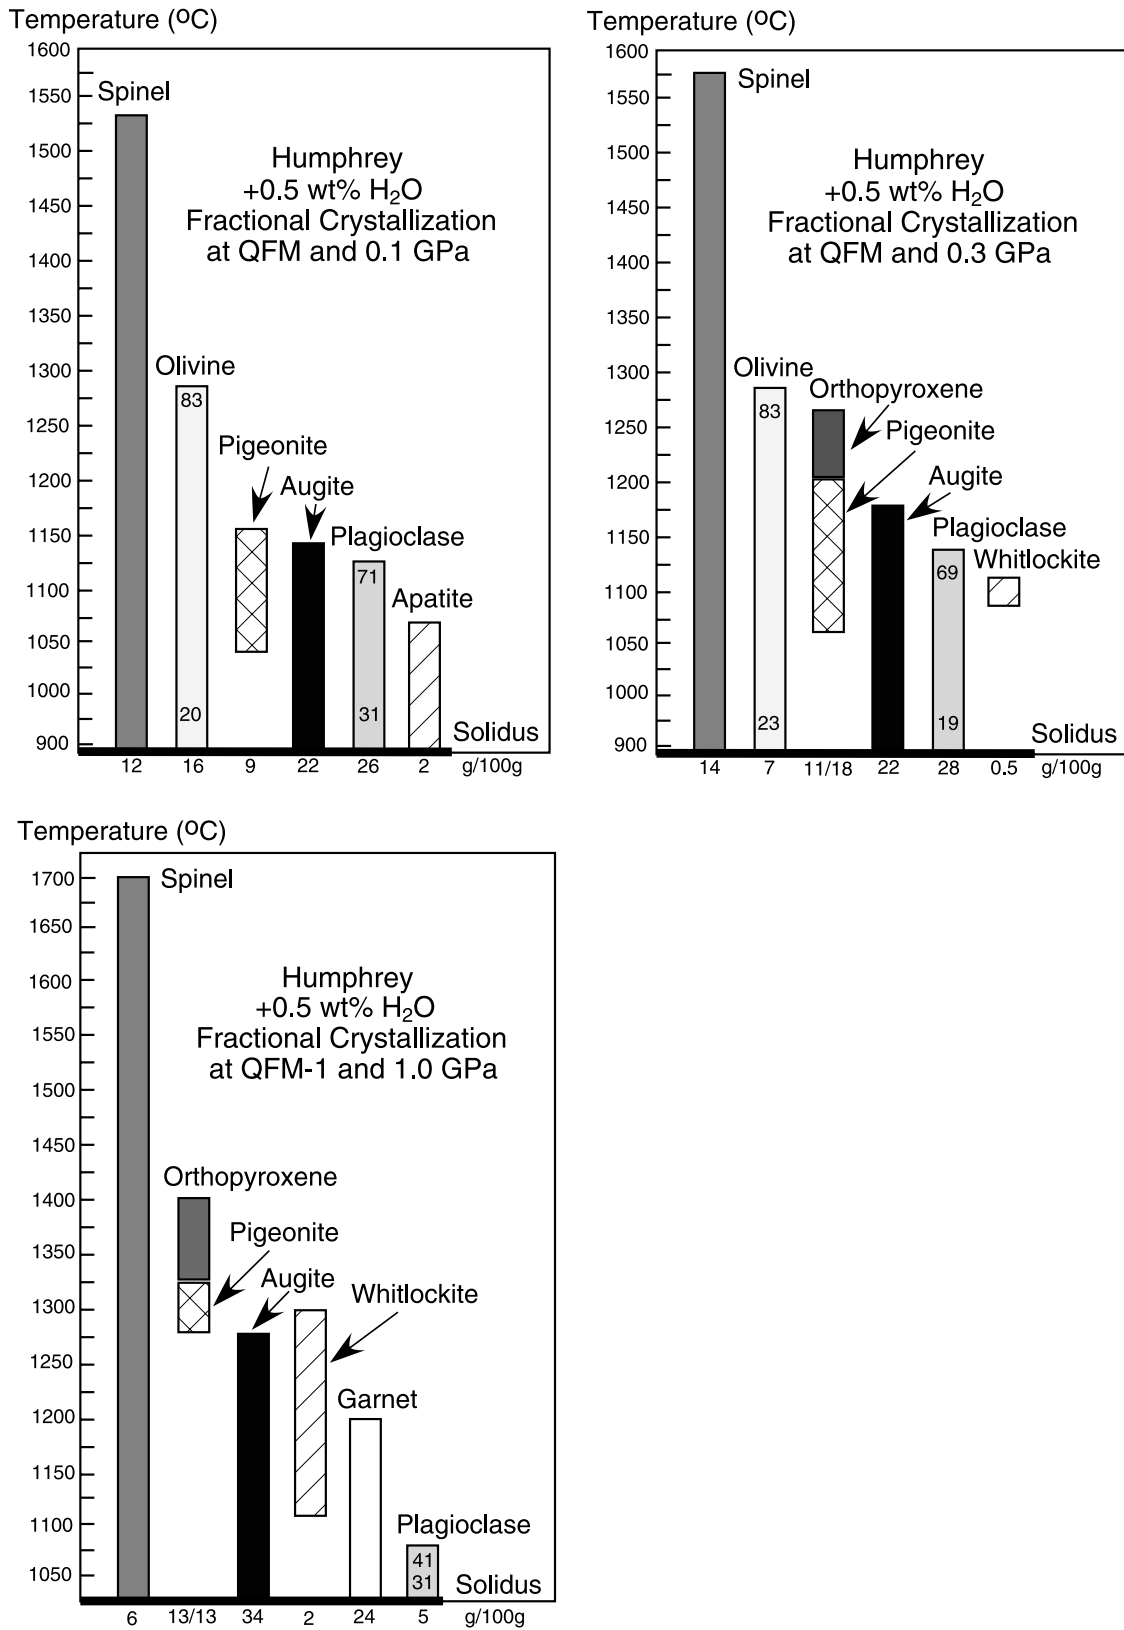 Temperature (ºC)
1600
1550
1500
1450
1400
1350
1300
1250
1200
1150
1100
1050
1000
900
Spinel
Humphrey
+0.5 wt% H₂O
Fractional Crystallization
at QFM and 0.1 GPa
Olivine
83
20
Pigeonite
Augite
Plagioclase
71
31
Apatite
Solidus
12 16 9 22 26 2 g/100g
Temperature (ºC)
1600
1550
1500
1450
1400
1350
1300
1250
1200
1150
1100
1050
1000
900
Spinel
Humphrey
+0.5 wt% H₂O
Fractional Crystallization
at QFM and 0.3 GPa
Olivine
83
23
Orthopyroxene
Pigeonite
Augite
Plagioclase
69
19
Whitlockite
Solidus
14 7 11/18 22 28 0.5 g/100g
Temperature (ºC)
1700
1650
1600
1550
1500
1450
1400
1350
1300
1250
1200
1150
1100
1050
Spinel
Humphrey
+0.5 wt% H₂O
Fractional Crystallization
at QFM-1 and 1.0 GPa
Orthopyroxene
Pigeonite
Augite
Whitlockite
Garnet
Plagioclase
41
31
Solidus
6 13/13 34 2 24 5 g/100g